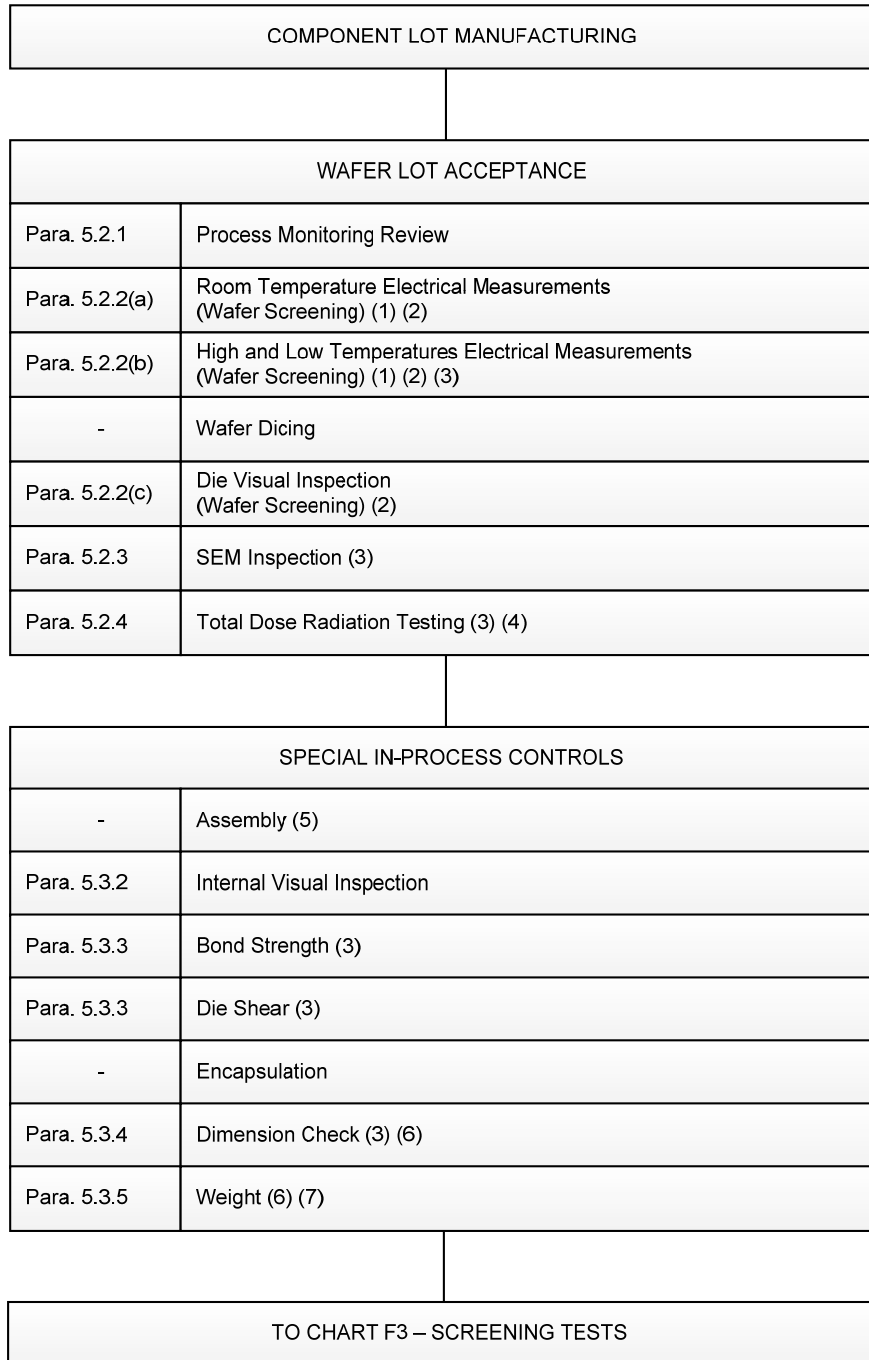 COMPONENT LOT MANUFACTURING
WAFER LOT ACCEPTANCE
Para. 5.2.1 Process Monitoring Review
Para. 5.2.2(a) Room Temperature Electrical Measurements
(Wafer Screening) (1) (2)
Para. 5.2.2(b) High and Low Temperatures Electrical Measurements
(Wafer Screening) (1) (2) (3)
- Wafer Dicing
Para. 5.2.2(c) Die Visual Inspection
(Wafer Screening) (2)
Para. 5.2.3 SEM Inspection (3)
Para. 5.2.4 Total Dose Radiation Testing (3) (4)
SPECIAL IN-PROCESS CONTROLS
- Assembly (5)
Para. 5.3.2 Internal Visual Inspection
Para. 5.3.3 Bond Strength (3)
Para. 5.3.3 Die Shear (3)
- Encapsulation
Para. 5.3.4 Dimension Check (3) (6)
Para. 5.3.5 Weight (6) (7)
TO CHART F3 – SCREENING TESTS